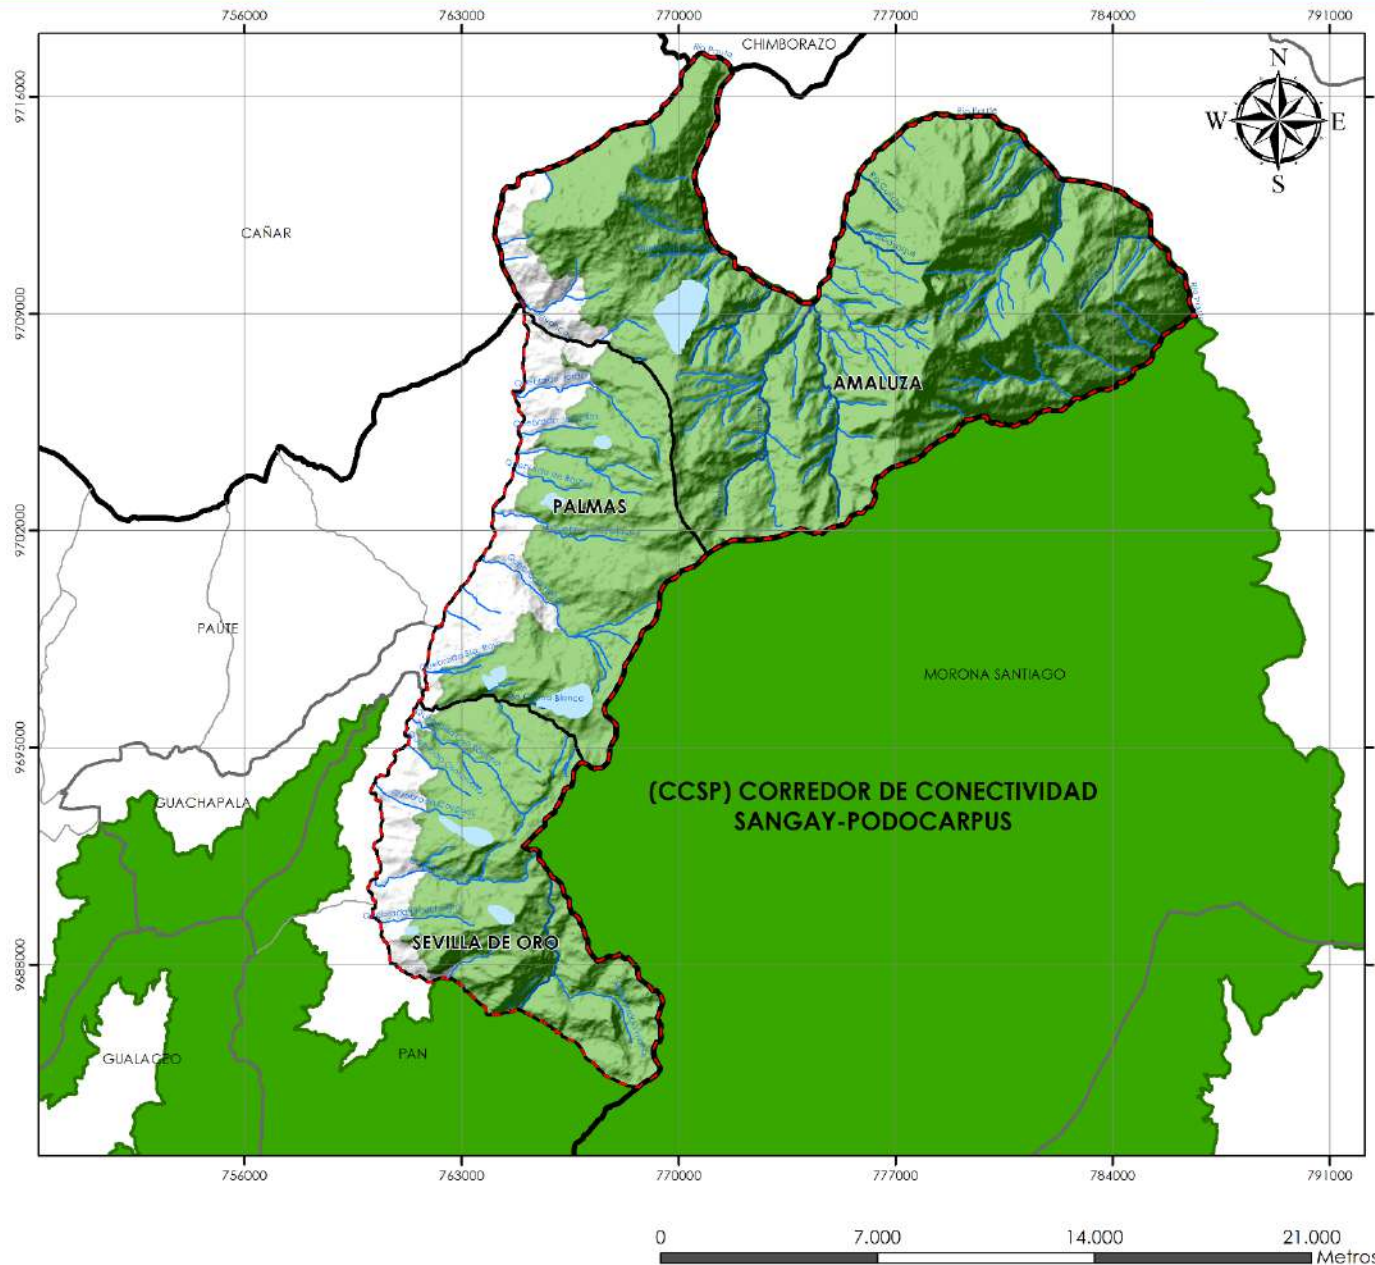 756000 763000 770000 777000 784000 791000
CHIMBORAZO
Río Paute
N
W E
S
9716000
CAÑAR
9709000
AMALUZA
PALMAS
9702000
PAUTE
MORONA SANTIAGO
9695000
(CCSP) CORREDOR DE CONECTIVIDAD
SANGAY-PODOCARPUS
GUACHAPALA
SEVILLA DE ORO
9688000
GUALACEO
PAN
756000 763000 770000 777000 784000 791000
0 7.000 14.000 21.000
Metros